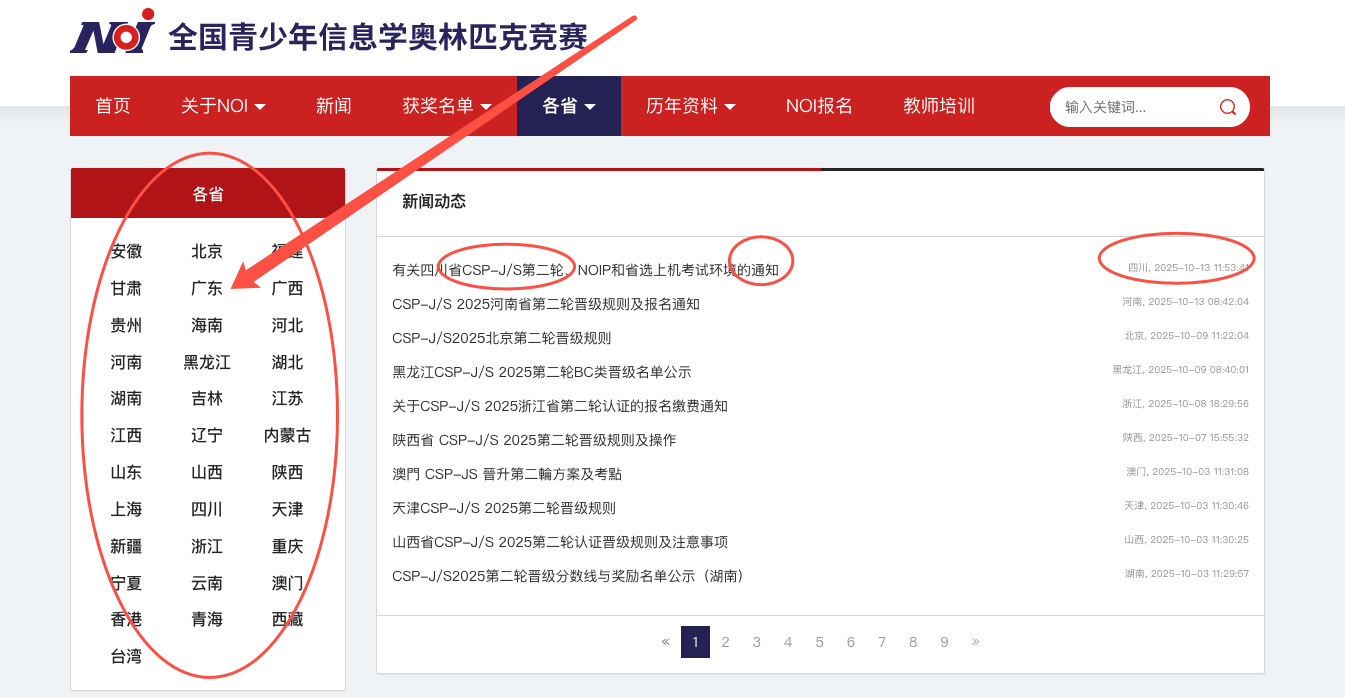 NOI 全国青少年信息学奥林匹克竞赛
首页 关于NOI 新闻 获奖名单 各省 历年资料 NOI报名 教师培训 输入关键词...
各省
安徽 北京 福建
甘肃 广东 广西
贵州 海南 河北
河南 黑龙江 湖北
湖南 吉林 江苏
江西 辽宁 内蒙古
山东 山西 陕西
上海 四川 天津
新疆 浙江 重庆
宁夏 云南 澳门
香港 青海 西藏
台湾
新闻动态
有关四川省CSP-J/S第二轮、NOIP和省选上机考试环境的通知 四川, 2025-10-13 11:53:41
CSP-J/S 2025河南省第二轮晋级规则及报名通知 河南, 2025-10-13 08:42:04
CSP-J/S2025北京第二轮晋级规则 北京, 2025-10-09 11:22:04
黑龙江CSP-J/S 2025第二轮BC类晋级名单公示 黑龙江, 2025-10-09 08:40:01
关于CSP-J/S 2025浙江省第二轮认证的报名缴费通知 浙江, 2025-10-08 18:29:56
陕西省 CSP-J/S 2025第二轮晋级规则及操作 陕西, 2025-10-07 15:55:32
澳門 CSP-JS 晉升第二輪方案及考點 澳门, 2025-10-03 11:31:08
天津CSP-J/S 2025第二轮晋级规则 天津, 2025-10-03 11:30:46
山西省CSP-J/S 2025第二轮认证晋级规则及注意事项 山西, 2025-10-03 11:30:25
CSP-J/S2025第二轮晋级分数线与奖励名单公示（湖南） 湖南, 2025-10-03 11:29:57
« 1 2 3 4 5 6 7 8 9 »